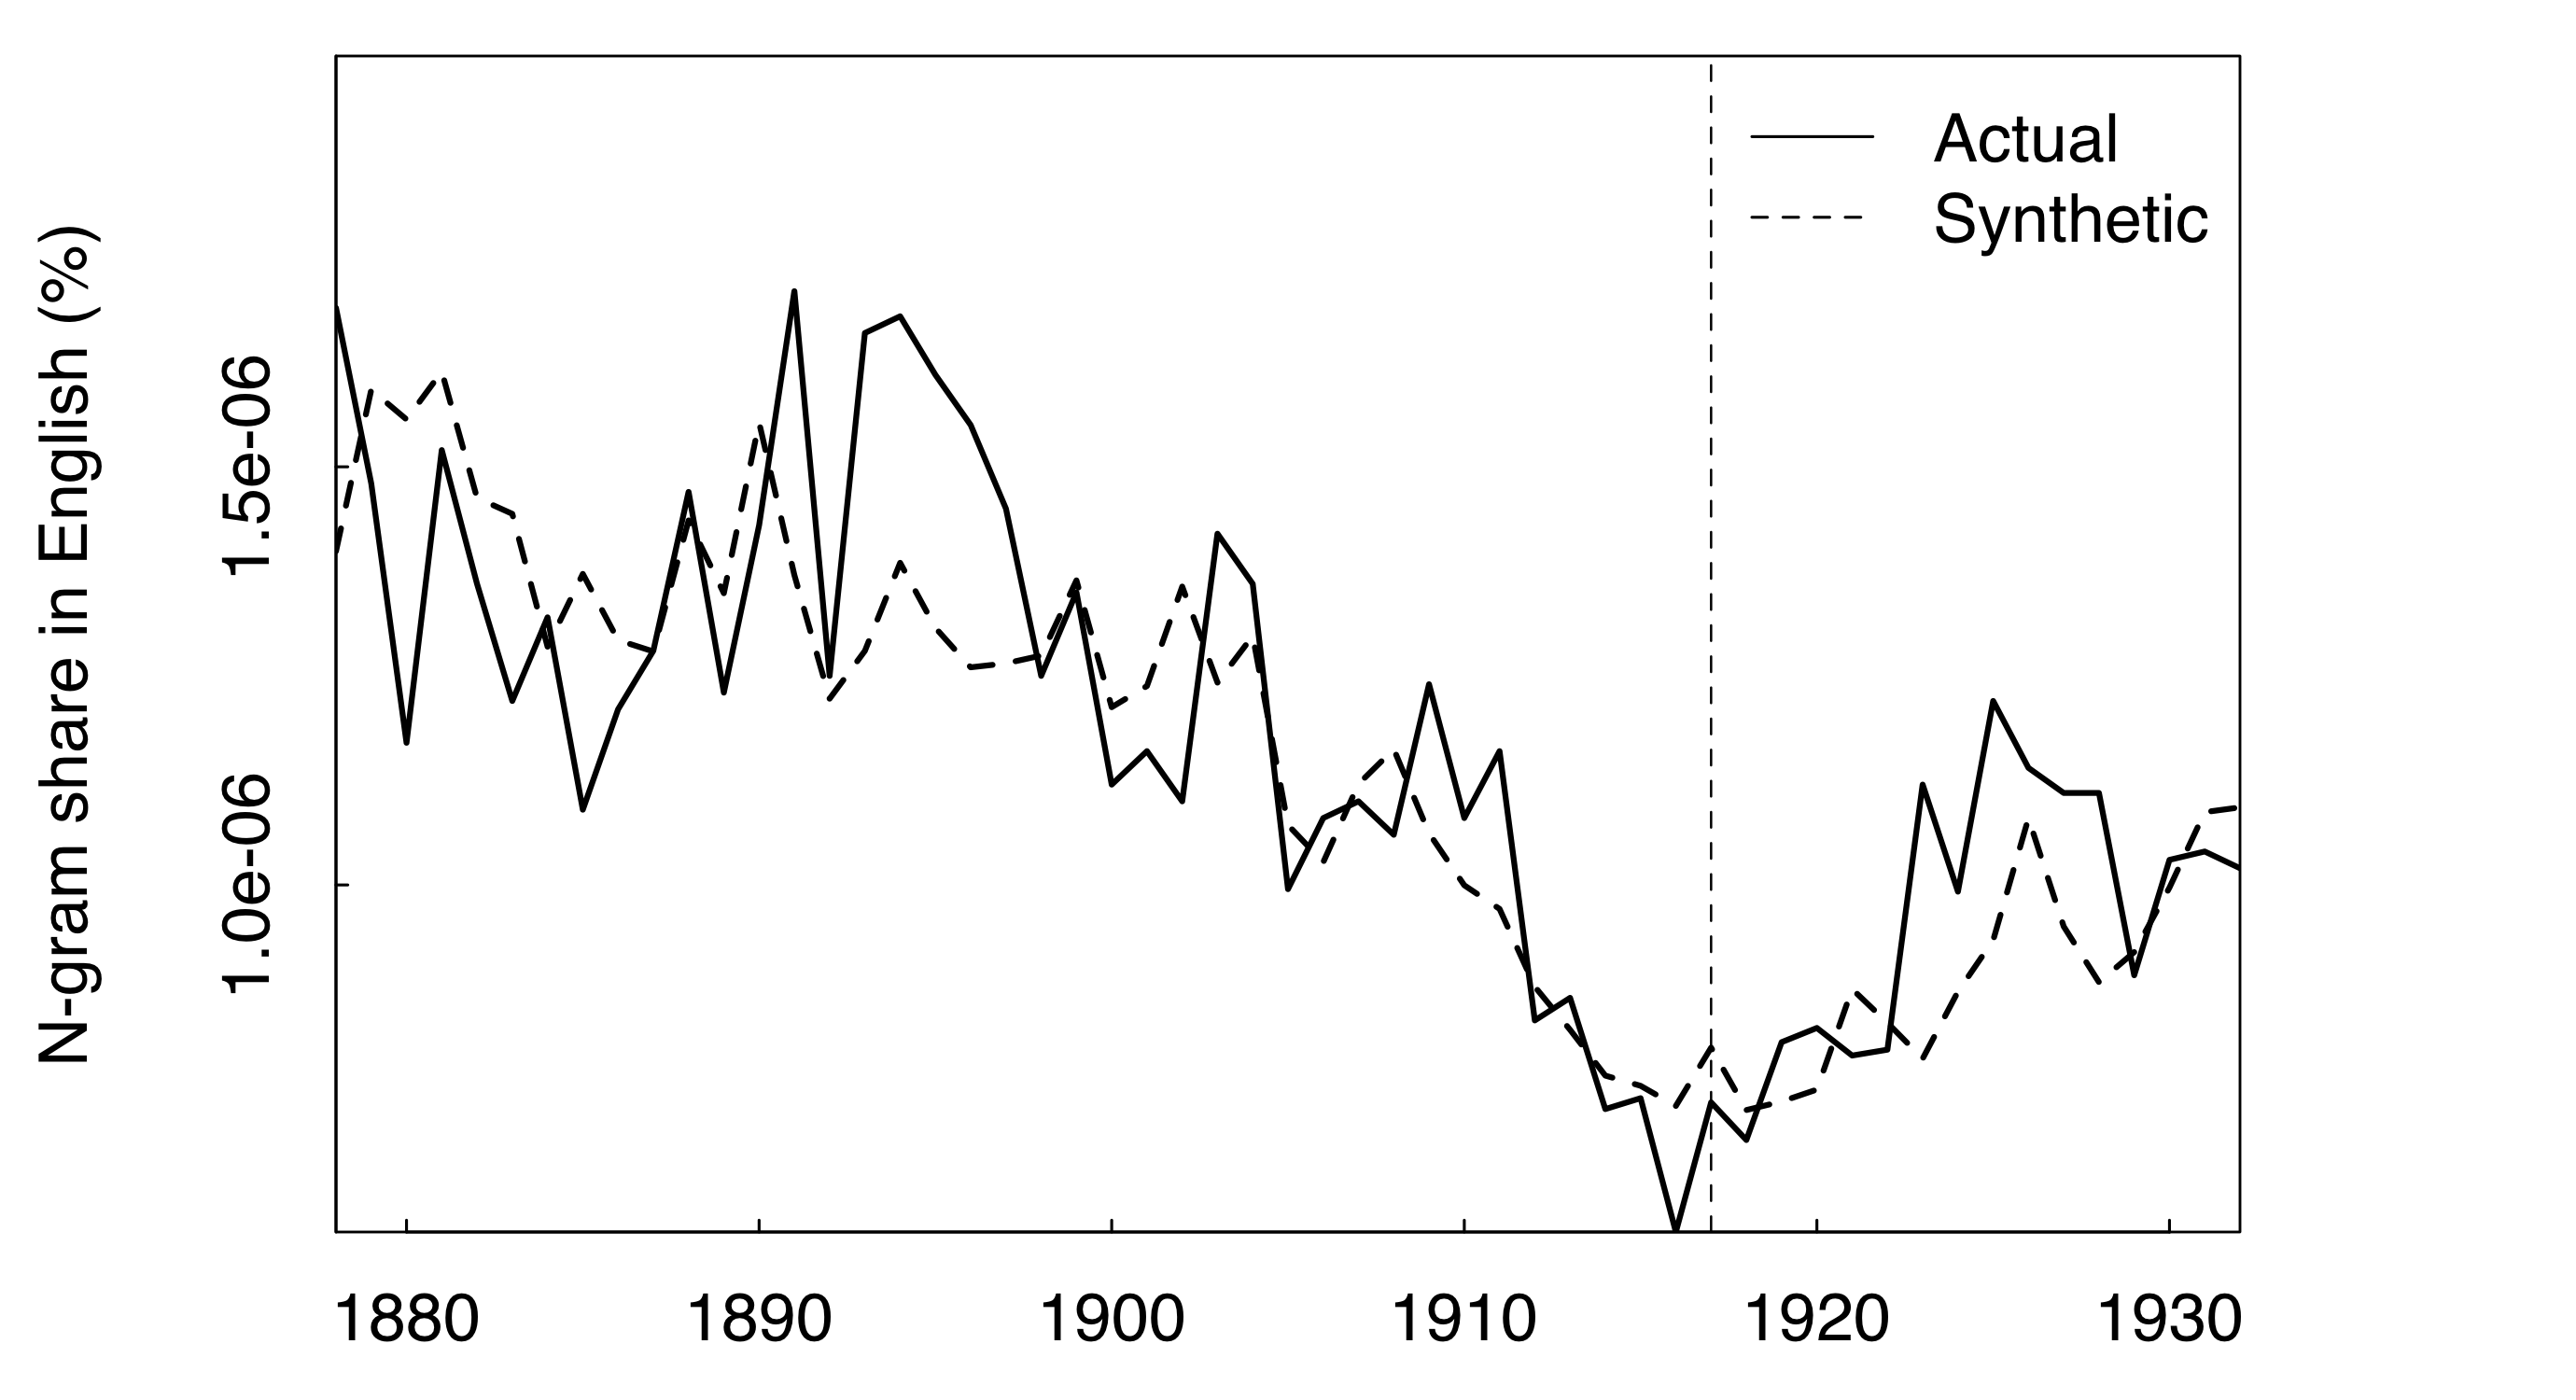 Actual
Synthetic
N-gram share in English (%)
1.5e-06
1.0e-06
1880 1890 1900 1910 1920 1930